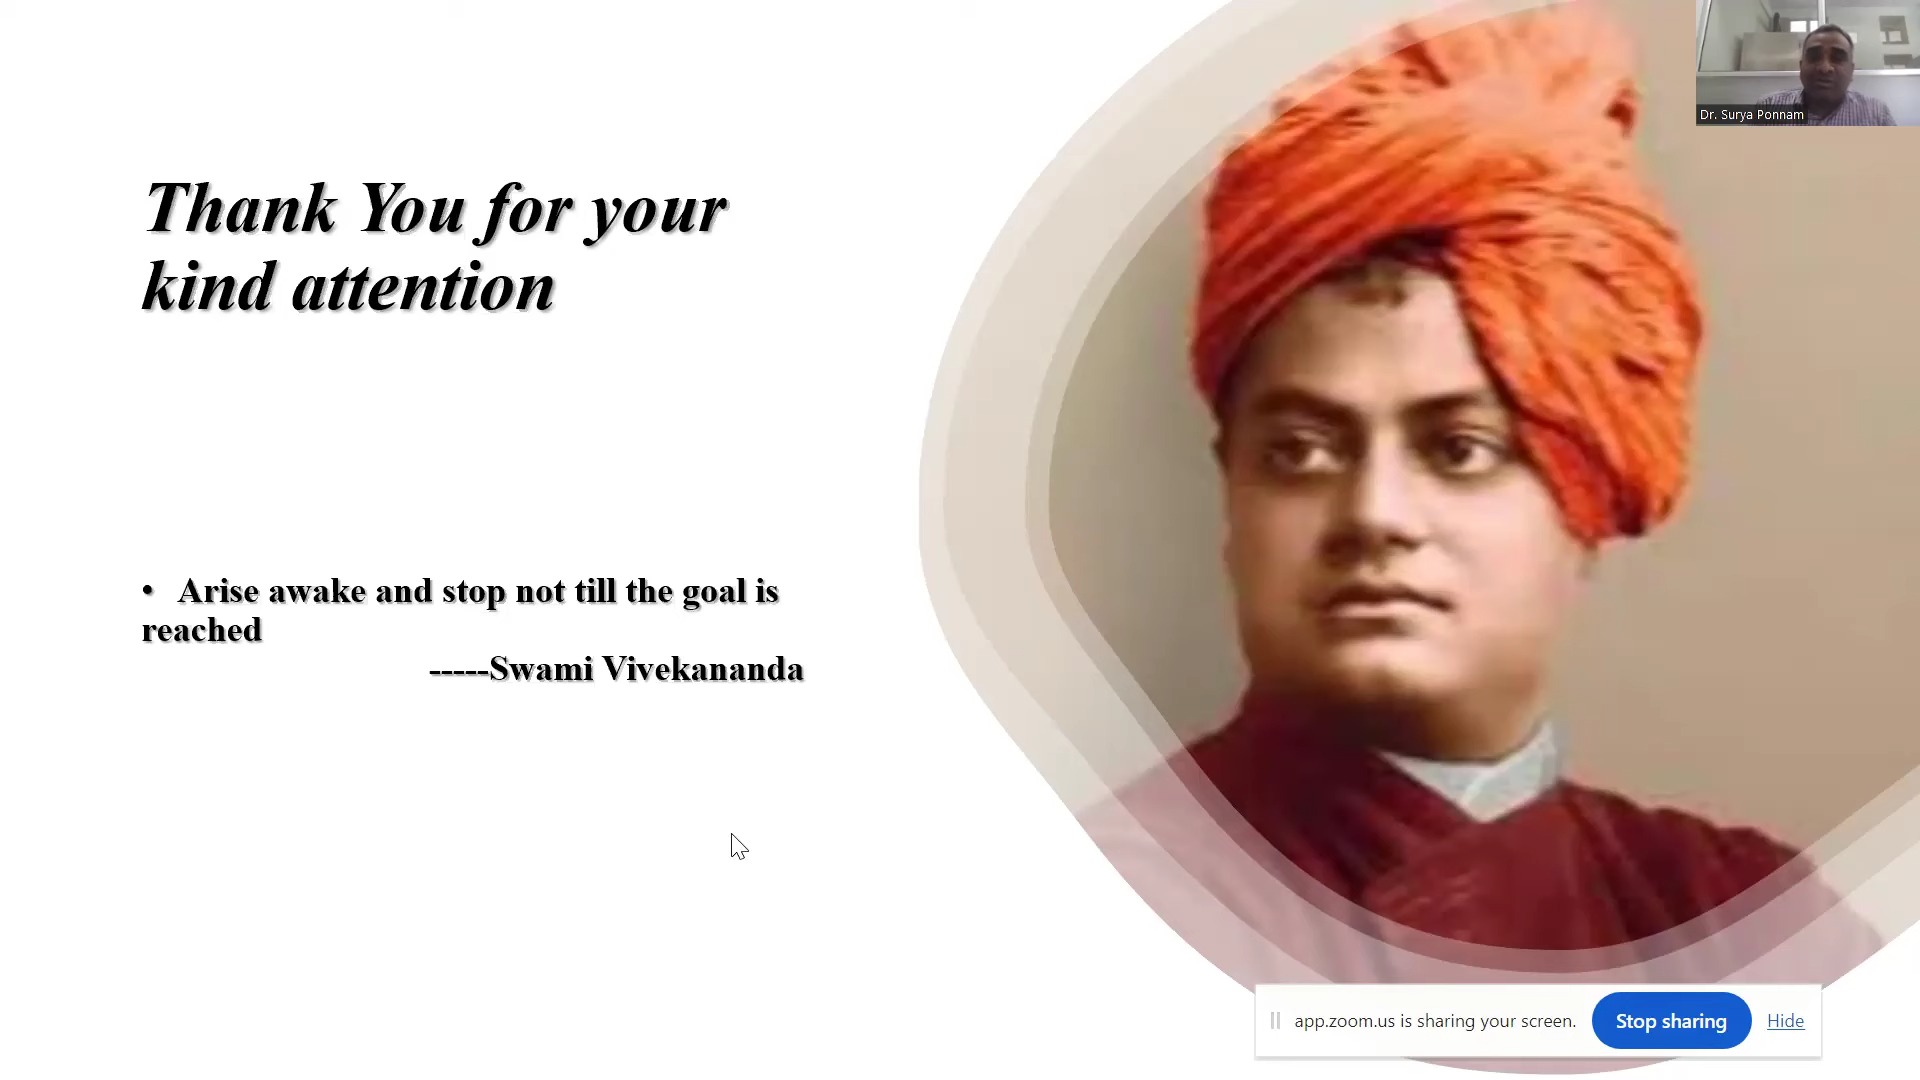 Dr. Surya Ponnam
Thank You for your
kind attention
• Arise awake and stop not till the goal is
reached
-----Swami Vivekananda
app.zoom.us is sharing your screen.
Stop sharing
Hide